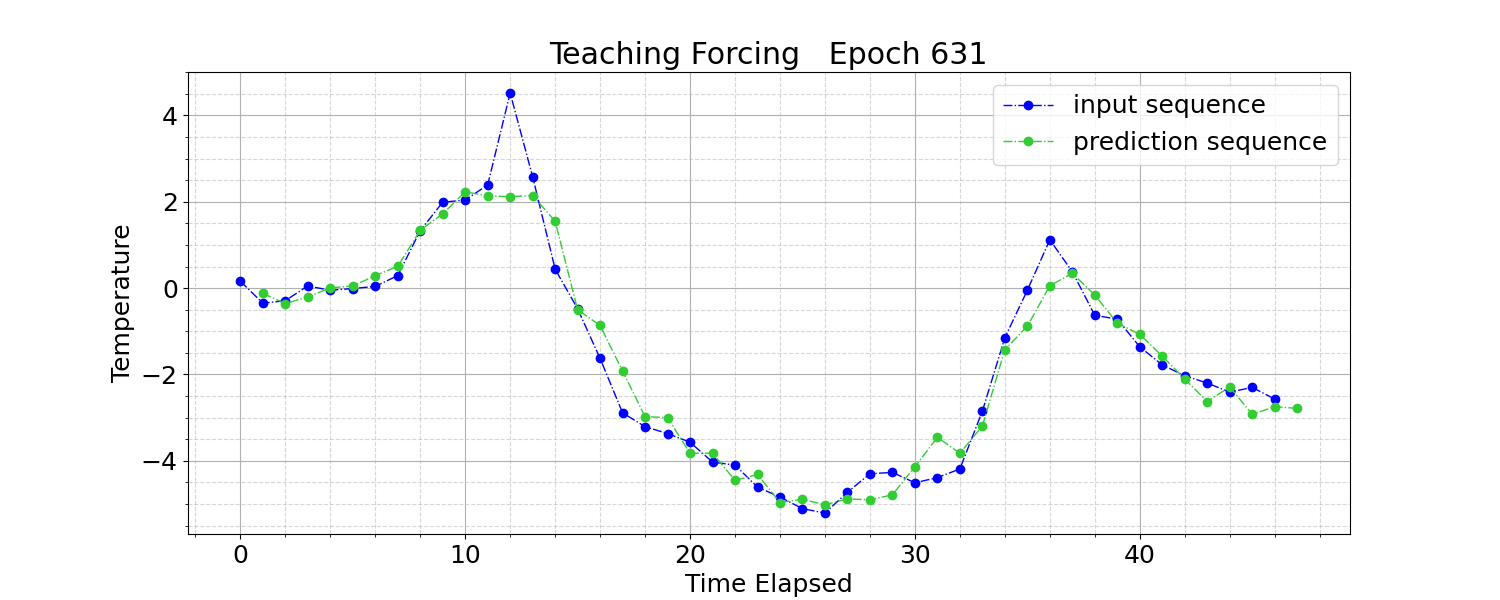 Teaching Forcing   Epoch 631
input sequence
prediction sequence
Temperature
4
2
0
−2
−4
0 10 20 30 40
Time Elapsed